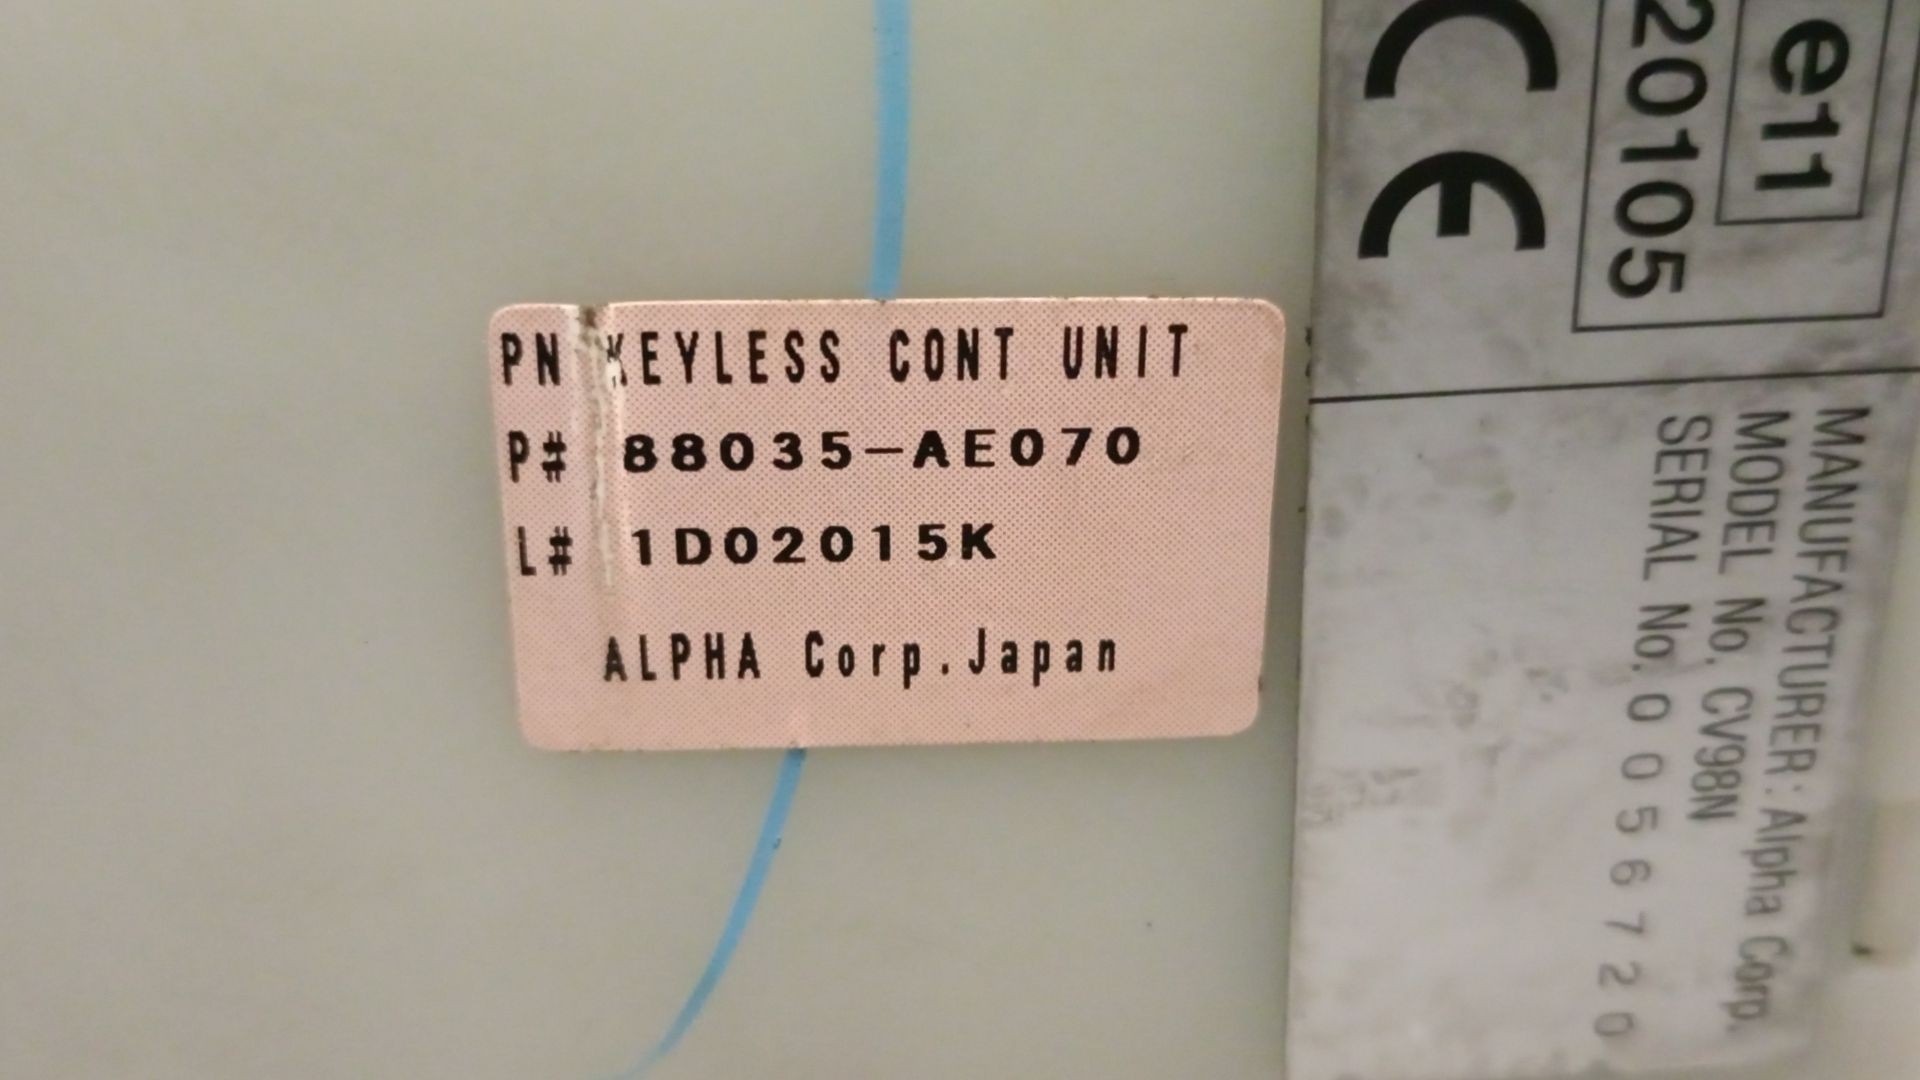 PN KEYLESS CONT UNIT
P# 88035-AE070
L# 1D02015K
ALPHA Corp.Japan
CE
e11
20105
MANUFACTURER: Alpha Corp.
MODEL No. CV98N
SERIAL No. 0056720